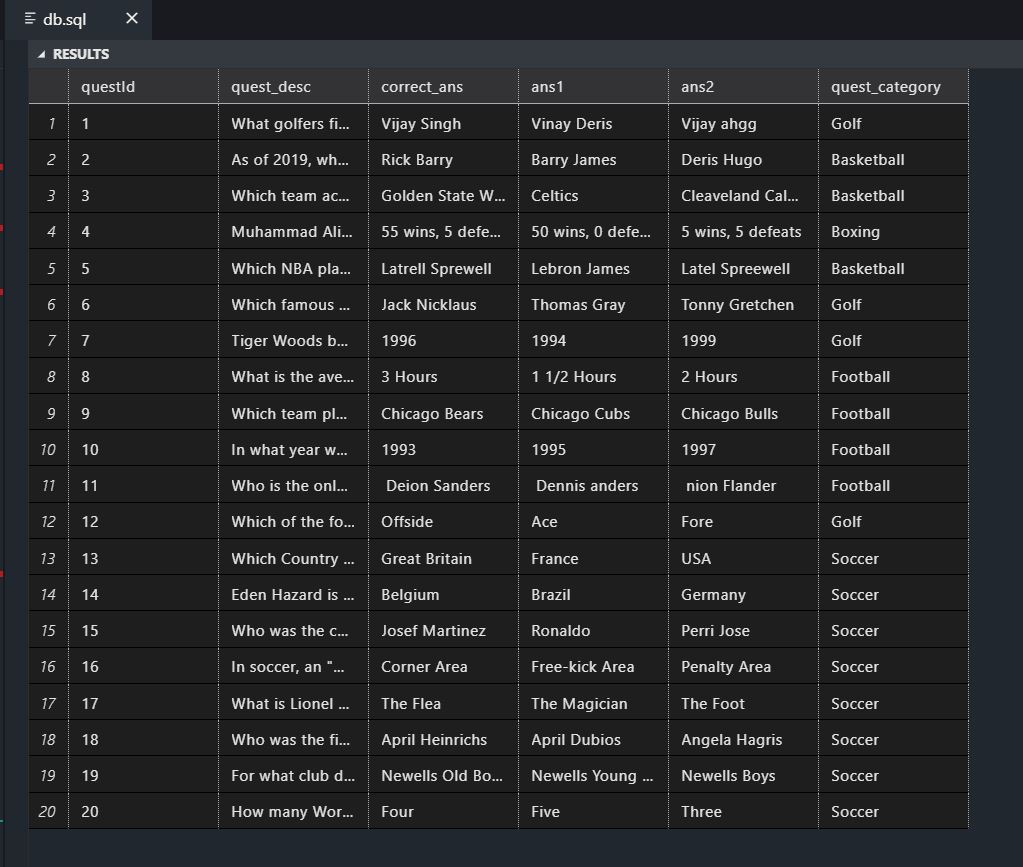 db.sql
RESULTS
questId quest_desc correct_ans ans1 ans2 quest_category
1 1 What golfers fi... Vijay Singh Vinay Deris Vijay ahgg Golf
2 2 As of 2019, wh... Rick Barry Barry James Deris Hugo Basketball
3 3 Which team ac... Golden State W... Celtics Cleaveland Cal... Basketball
4 4 Muhammad Ali... 55 wins, 5 defe... 50 wins, 0 defe... 5 wins, 5 defeats Boxing
5 5 Which NBA pla... Latrell Sprewell Lebron James Latel Spreewell Basketball
6 6 Which famous ... Jack Nicklaus Thomas Gray Tonny Gretchen Golf
7 7 Tiger Woods b... 1996 1994 1999 Golf
8 8 What is the ave... 3 Hours 1 1/2 Hours 2 Hours Football
9 9 Which team pl... Chicago Bears Chicago Cubs Chicago Bulls Football
10 10 In what year w... 1993 1995 1997 Football
11 11 Who is the onl... Deion Sanders Dennis anders nion Flander Football
12 12 Which of the fo... Offside Ace Fore Golf
13 13 Which Country ... Great Britain France USA Soccer
14 14 Eden Hazard is ... Belgium Brazil Germany Soccer
15 15 Who was the c... Josef Martinez Ronaldo Perri Jose Soccer
16 16 In soccer, an "... Corner Area Free-kick Area Penalty Area Soccer
17 17 What is Lionel ... The Flea The Magician The Foot Soccer
18 18 Who was the fi... April Heinrichs April Dubios Angela Hagris Soccer
19 19 For what club d... Newells Old Bo... Newells Young ... Newells Boys Soccer
20 20 How many Wor... Four Five Three Soccer